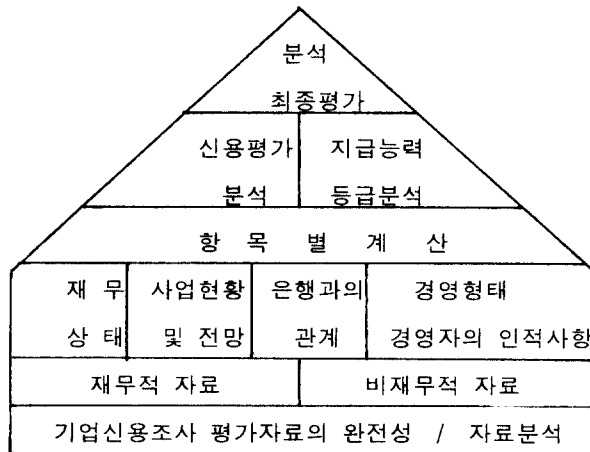 분석
최종평가
신용평가 지급능력
분석 등급분석
항 목 별 계 산
재 무 사업현황 은행과의 경영형태
상 태 및 전망 관계 경영자의 인적사항
재무적 자료 비재무적 자료
기업신용조사 평가자료의 완전성 / 자료분석